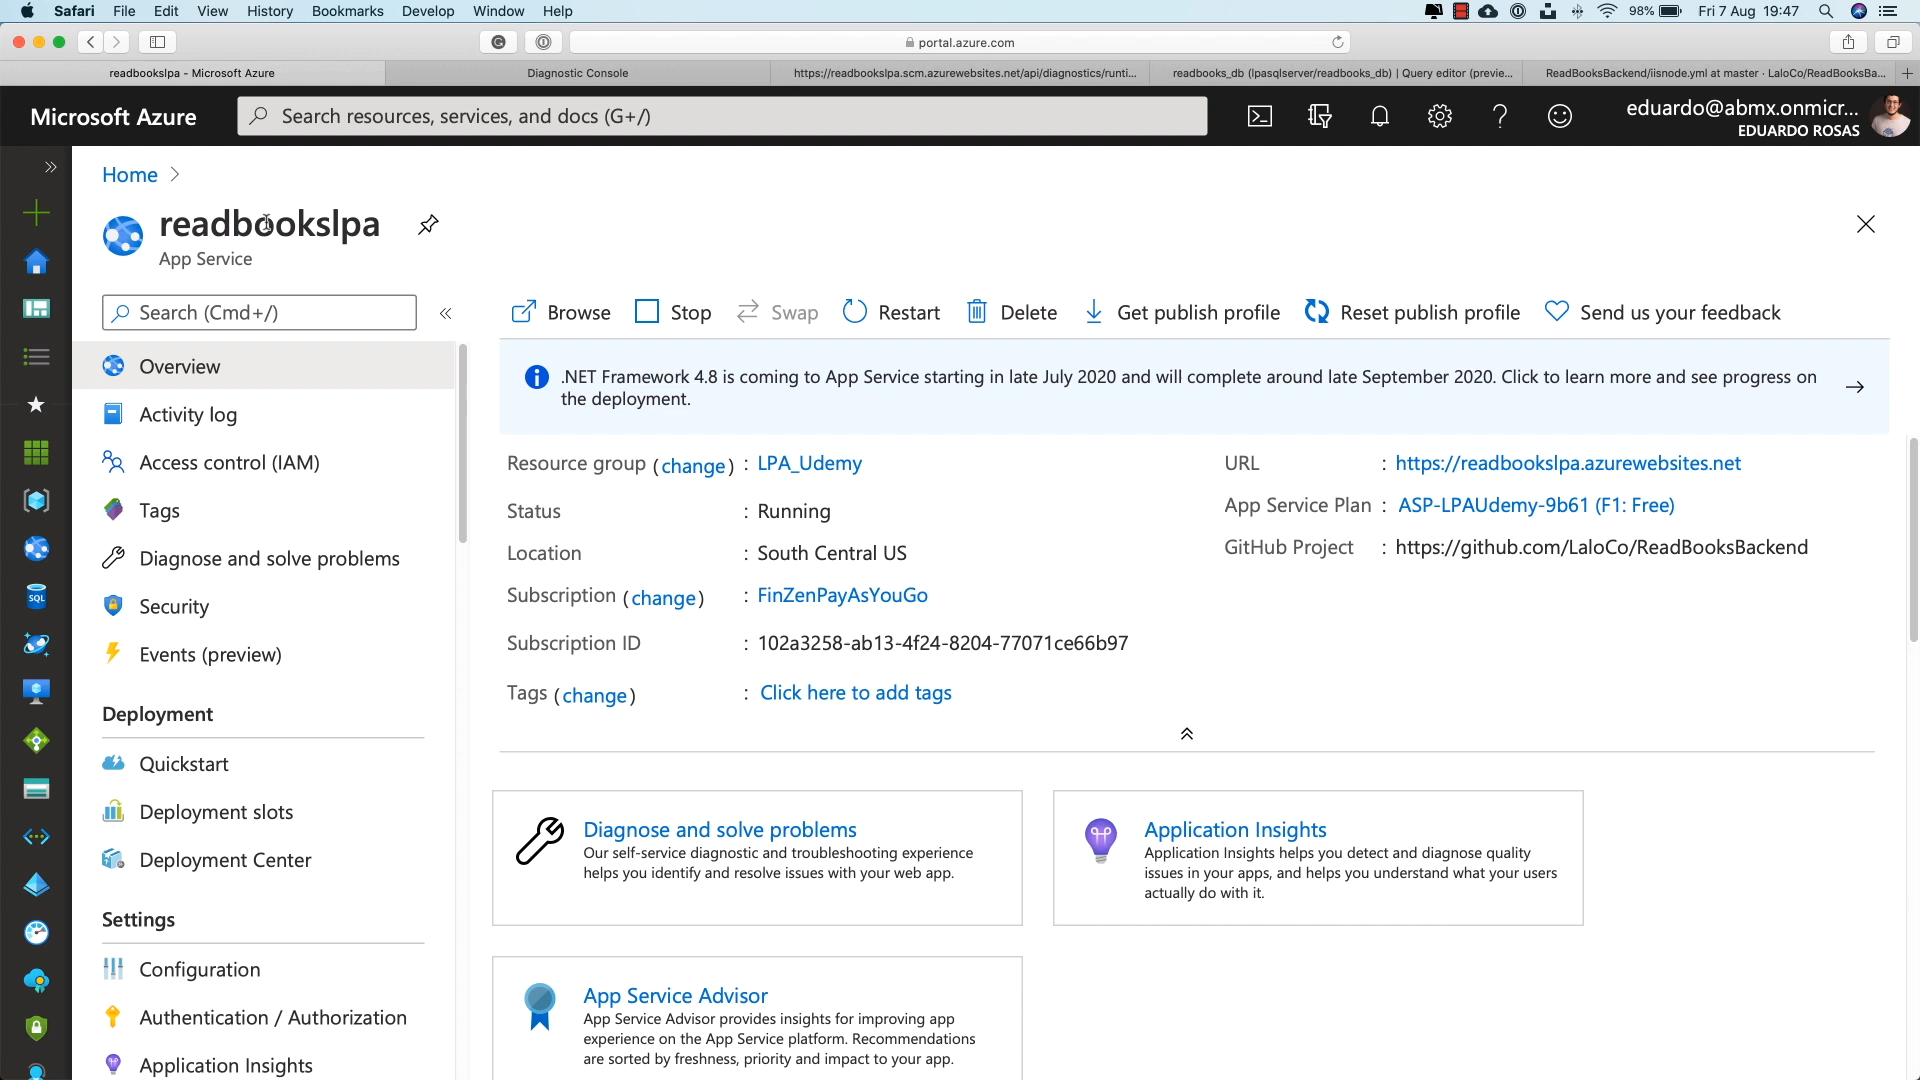 Safari File Edit View History Bookmarks Develop Window Help 98% Fri 7 Aug 19:47
portal.azure.com
readbookslpa - Microsoft Azure
Diagnostic Console
https://readbookslpa.scm.azurewebsites.net/api/diagnostics/runti...
readbooks_db (lpasqlserver/readbooks_db) | Query editor (previe...
ReadBooksBackend/iisnode.yml at master · LaloCo/ReadBooksBa...
Microsoft Azure
Search resources, services, and docs (G+/)
eduardo@abmx.onmicr...
EDUARDO ROSAS
Home
readbookslpa
App Service
Search (Cmd+/)
Browse Stop Swap Restart Delete Get publish profile Reset publish profile Send us your feedback
.NET Framework 4.8 is coming to App Service starting in late July 2020 and will complete around late September 2020. Click to learn more and see progress on
the deployment.
Overview
Activity log
Access control (IAM)
Tags
Diagnose and solve problems
Security
Events (preview)
Deployment
Quickstart
Deployment slots
Deployment Center
Settings
Configuration
Authentication / Authorization
Application Insights
SQL
Resource group (change) : LPA_Udemy
Status : Running
Location : South Central US
Subscription (change) : FinZenPayAsYouGo
Subscription ID : 102a3258-ab13-4f24-8204-77071ce66b97
Tags (change) : Click here to add tags
URL : https://readbookslpa.azurewebsites.net
App Service Plan : ASP-LPAUdemy-9b61 (F1: Free)
GitHub Project : https://github.com/LaloCo/ReadBooksBackend
Diagnose and solve problems
Our self-service diagnostic and troubleshooting experience
helps you identify and resolve issues with your web app.
Application Insights
Application Insights helps you detect and diagnose quality
issues in your apps, and helps you understand what your users
actually do with it.
App Service Advisor
App Service Advisor provides insights for improving app
experience on the App Service platform. Recommendations
are sorted by freshness, priority and impact to your app.